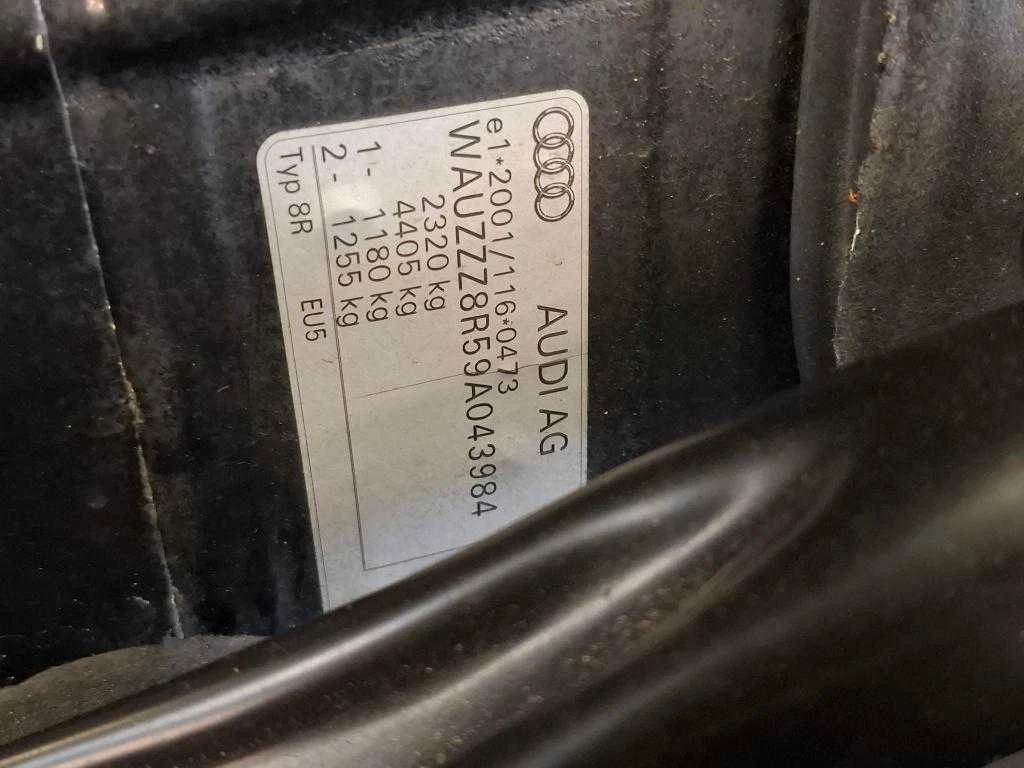 AUDI AG
e1*2001/116*0473
WAUZZZ8R59A043984
2320 kg
4405 kg
1 - 1180 kg
2 - 1255 kg
Typ 8R EU5